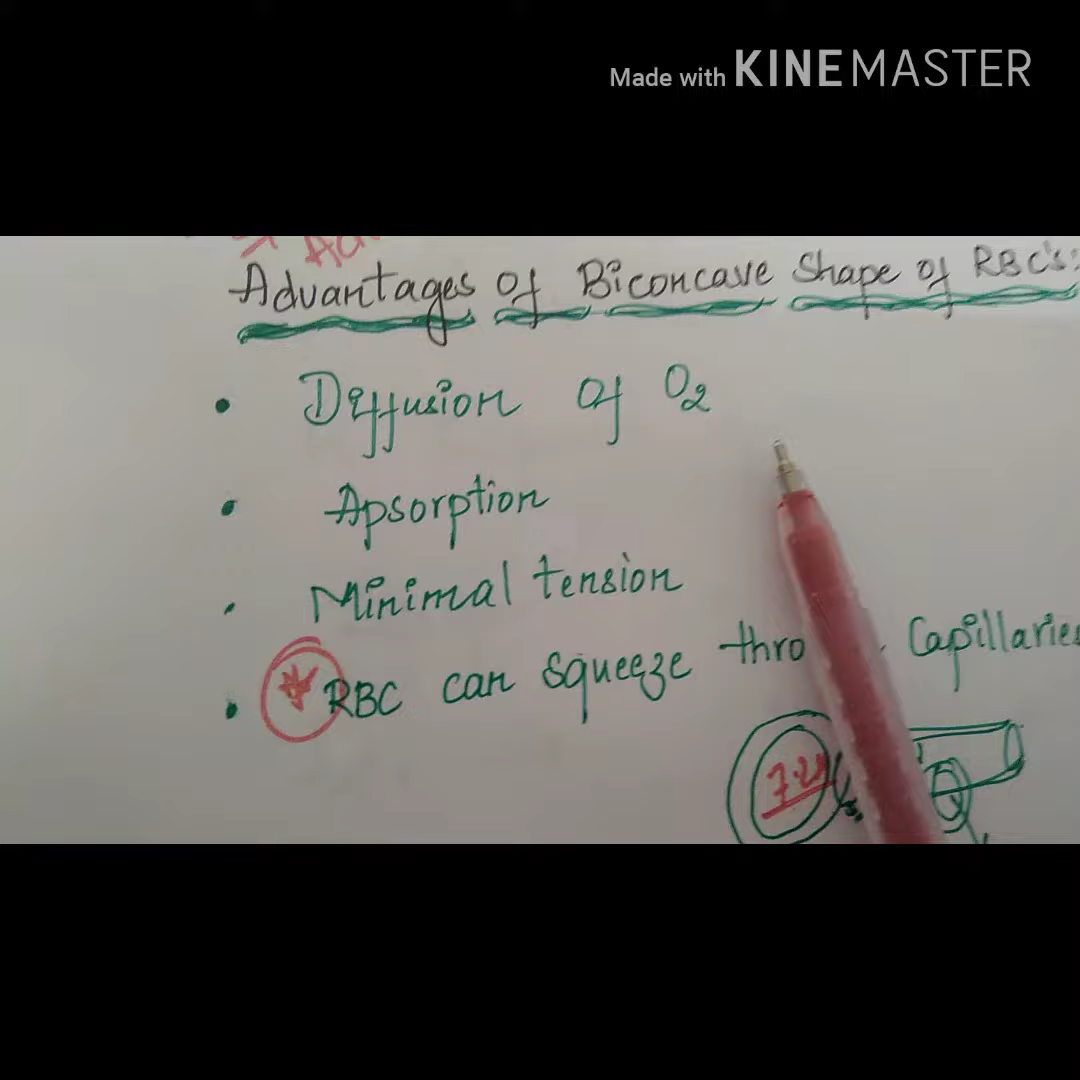 Made with KINEMASTER
Advantages Of Biconcave Shape of RBC's:
• Diffusion Of O2
• Apsorption
• Minimal tension
• RBC can squeeze Capillaries